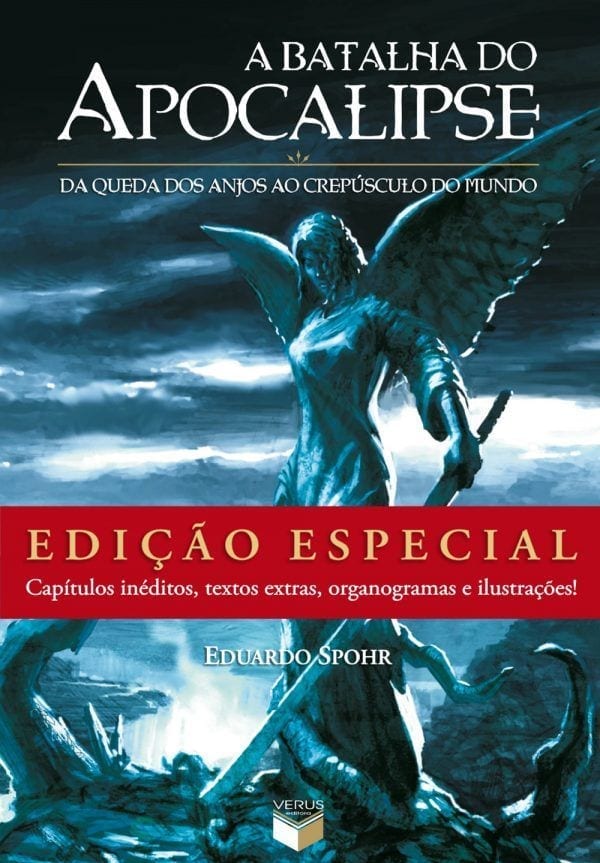 A BATALHA DO
APOCALIPSE
DA QUEDA DOS ANJOS AO CREPÚSCULO DO MUNDO
EDIÇÃO ESPECIAL
Capítulos inéditos, textos extras, organogramas e ilustrações!
EDUARDO SPOHR
VERUS
editora